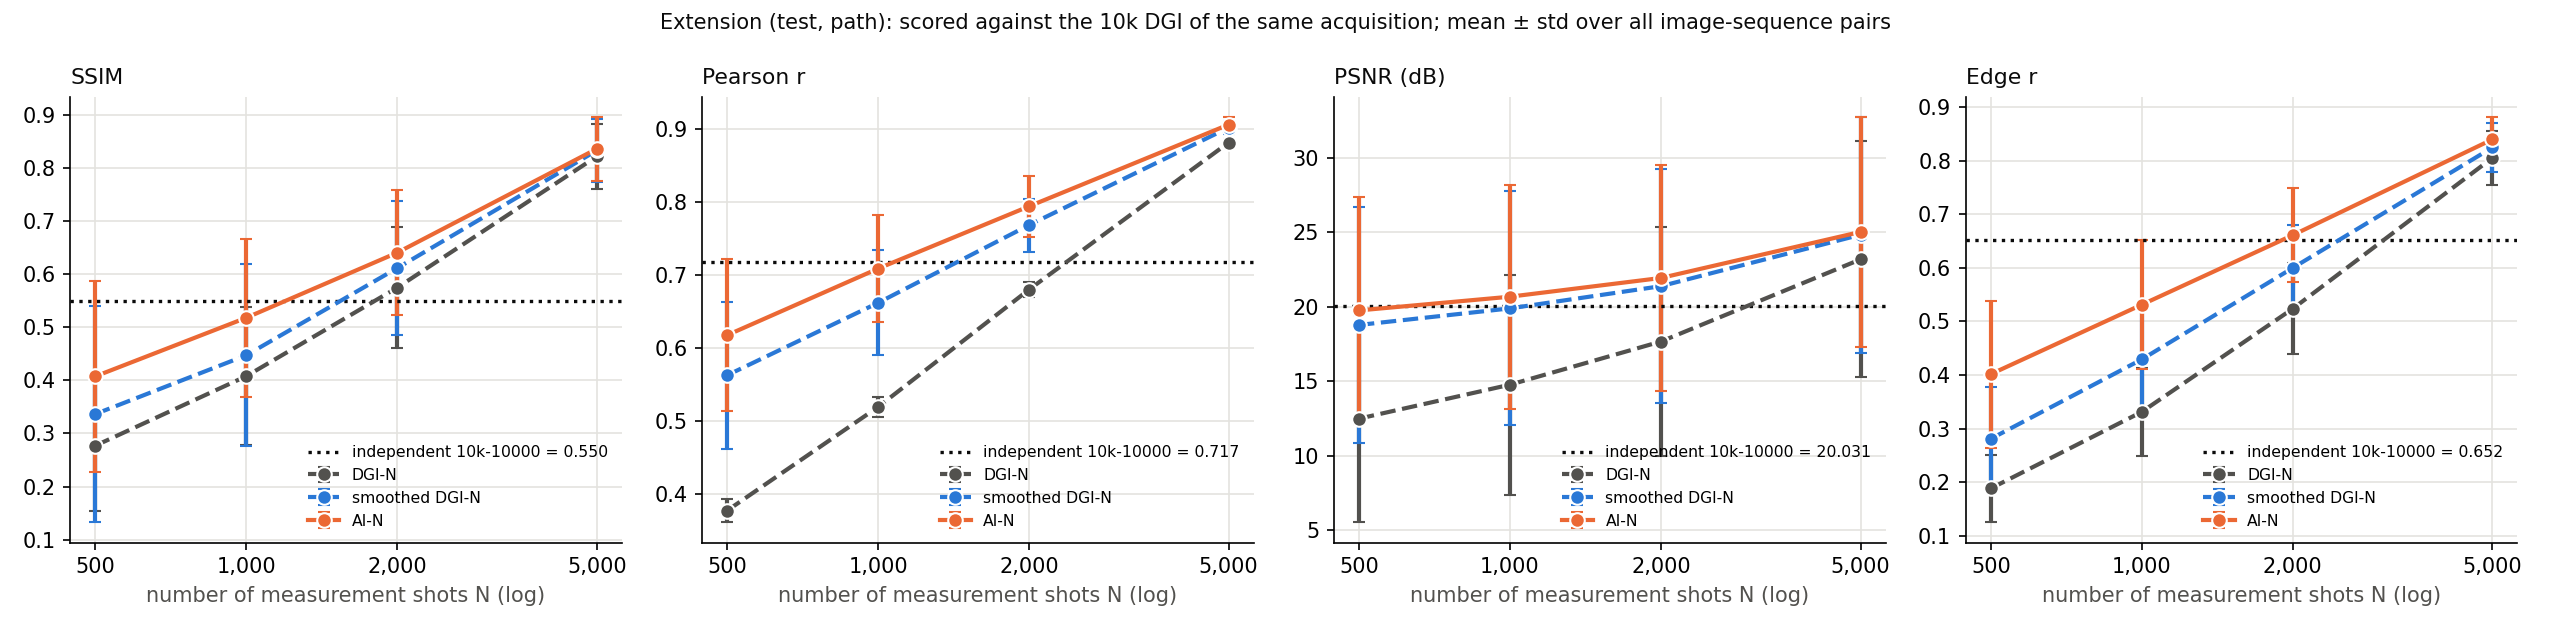 Extension (test, path): scored against the 10k DGI of the same acquisition; mean ± std over all image-sequence pairs
SSIM
0.9
0.8
0.7
0.6
0.5
0.4
0.3
0.2
0.1
independent 10k-10000 = 0.550
DGI-N
smoothed DGI-N
AI-N
500
1,000
2,000
5,000
number of measurement shots N (log)
Pearson r
0.9
0.8
0.7
0.6
0.5
0.4
independent 10k-10000 = 0.717
DGI-N
smoothed DGI-N
AI-N
500
1,000
2,000
5,000
number of measurement shots N (log)
PSNR (dB)
30
25
20
15
10
5
independent 10k-10000 = 20.031
DGI-N
smoothed DGI-N
AI-N
500
1,000
2,000
5,000
number of measurement shots N (log)
Edge r
0.9
0.8
0.7
0.6
0.5
0.4
0.3
0.2
0.1
independent 10k-10000 = 0.652
DGI-N
smoothed DGI-N
AI-N
500
1,000
2,000
5,000
number of measurement shots N (log)